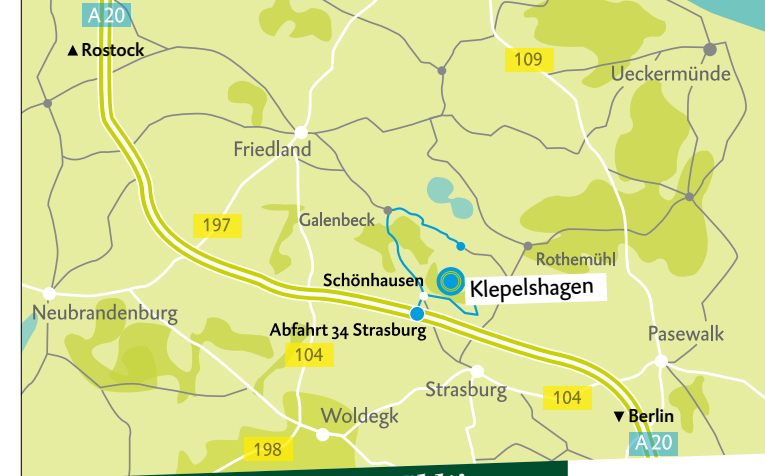 A 20
▲ Rostock
109
Ueckermünde
Friedland
197
Galenbeck
Rothemühl
Schönhausen
Klepelshagen
Neubrandenburg
Abfahrt 34 Strasburg
Pasewalk
104
Strasburg
104
Woldegk
▼ Berlin
198
A 20